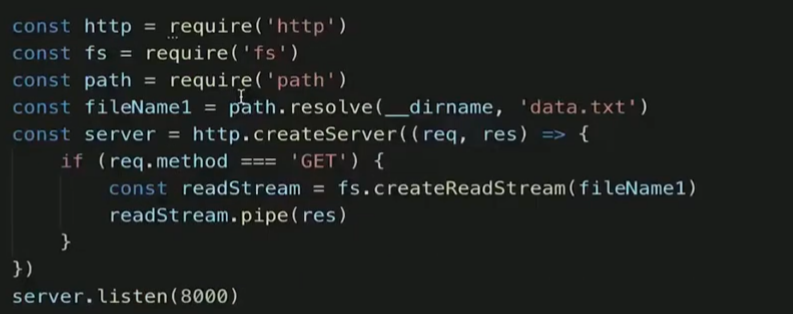 const http = require('http')
const fs = require('fs')
const path = require('path')
const fileName1 = path.resolve(__dirname, 'data.txt')
const server = http.createServer((req, res) => {
    if (req.method === 'GET') {
        const readStream = fs.createReadStream(fileName1)
        readStream.pipe(res)
    }
})
server.listen(8000)